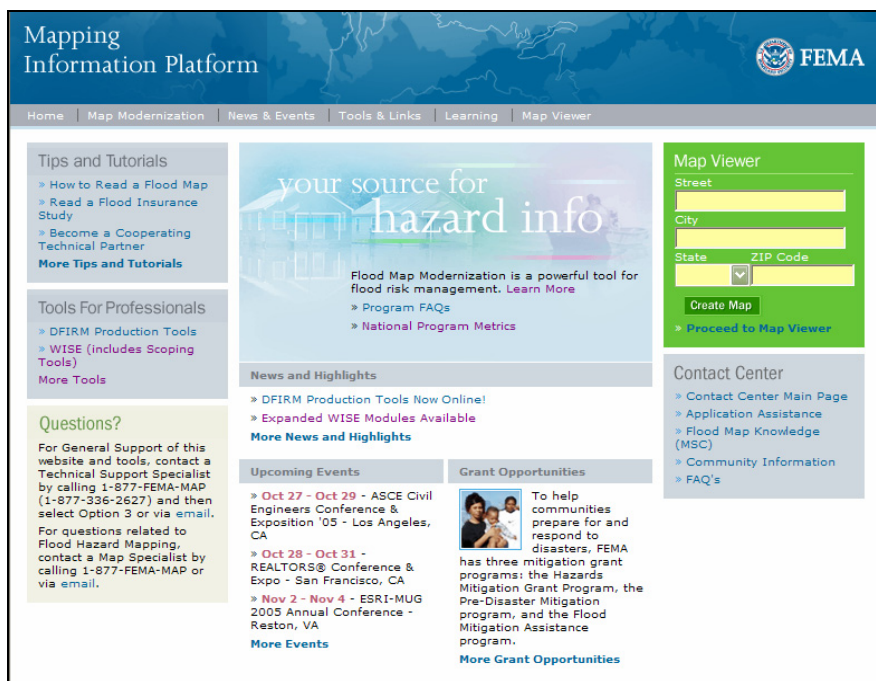 Mapping
Information Platform
FEMA
Home | Map Modernization | News & Events | Tools & Links | Learning | Map Viewer
Tips and Tutorials
» How to Read a Flood Map
» Read a Flood Insurance
Study
» Become a Cooperating
Technical Partner
More Tips and Tutorials
Tools For Professionals
» DFIRM Production Tools
» WISE (includes Scoping
Tools)
More Tools
Questions?
For General Support of this
website and tools, contact a
Technical Support Specialist
by calling 1-877-FEMA-MAP
(1-877-336-2627) and then
select Option 3 or via email.
For questions related to
Flood Hazard Mapping,
contact a Map Specialist by
calling 1-877-FEMA-MAP or
via email.
your source for
hazard info
Flood Map Modernization is a powerful tool for
flood risk management. Learn More
» Program FAQs
» National Program Metrics
News and Highlights
» DFIRM Production Tools Now Online!
» Expanded WISE Modules Available
More News and Highlights
Upcoming Events
» Oct 27 - Oct 29 - ASCE Civil
Engineers Conference &
Exposition '05 - Los Angeles,
CA
» Oct 28 - Oct 31 -
REALTORS® Conference &
Expo - San Francisco, CA
» Nov 2 - Nov 4 - ESRI-MUG
2005 Annual Conference -
Reston, VA
More Events
Grant Opportunities
To help
communities
prepare for and
respond to
disasters, FEMA
has three mitigation grant
programs: the Hazards
Mitigation Grant Program, the
Pre-Disaster Mitigation
program, and the Flood
Mitigation Assistance
program.
More Grant Opportunities
Map Viewer
Street
City
State ZIP Code
Create Map
» Proceed to Map Viewer
Contact Center
» Contact Center Main Page
» Application Assistance
» Flood Map Knowledge
(MSC)
» Community Information
» FAQ's